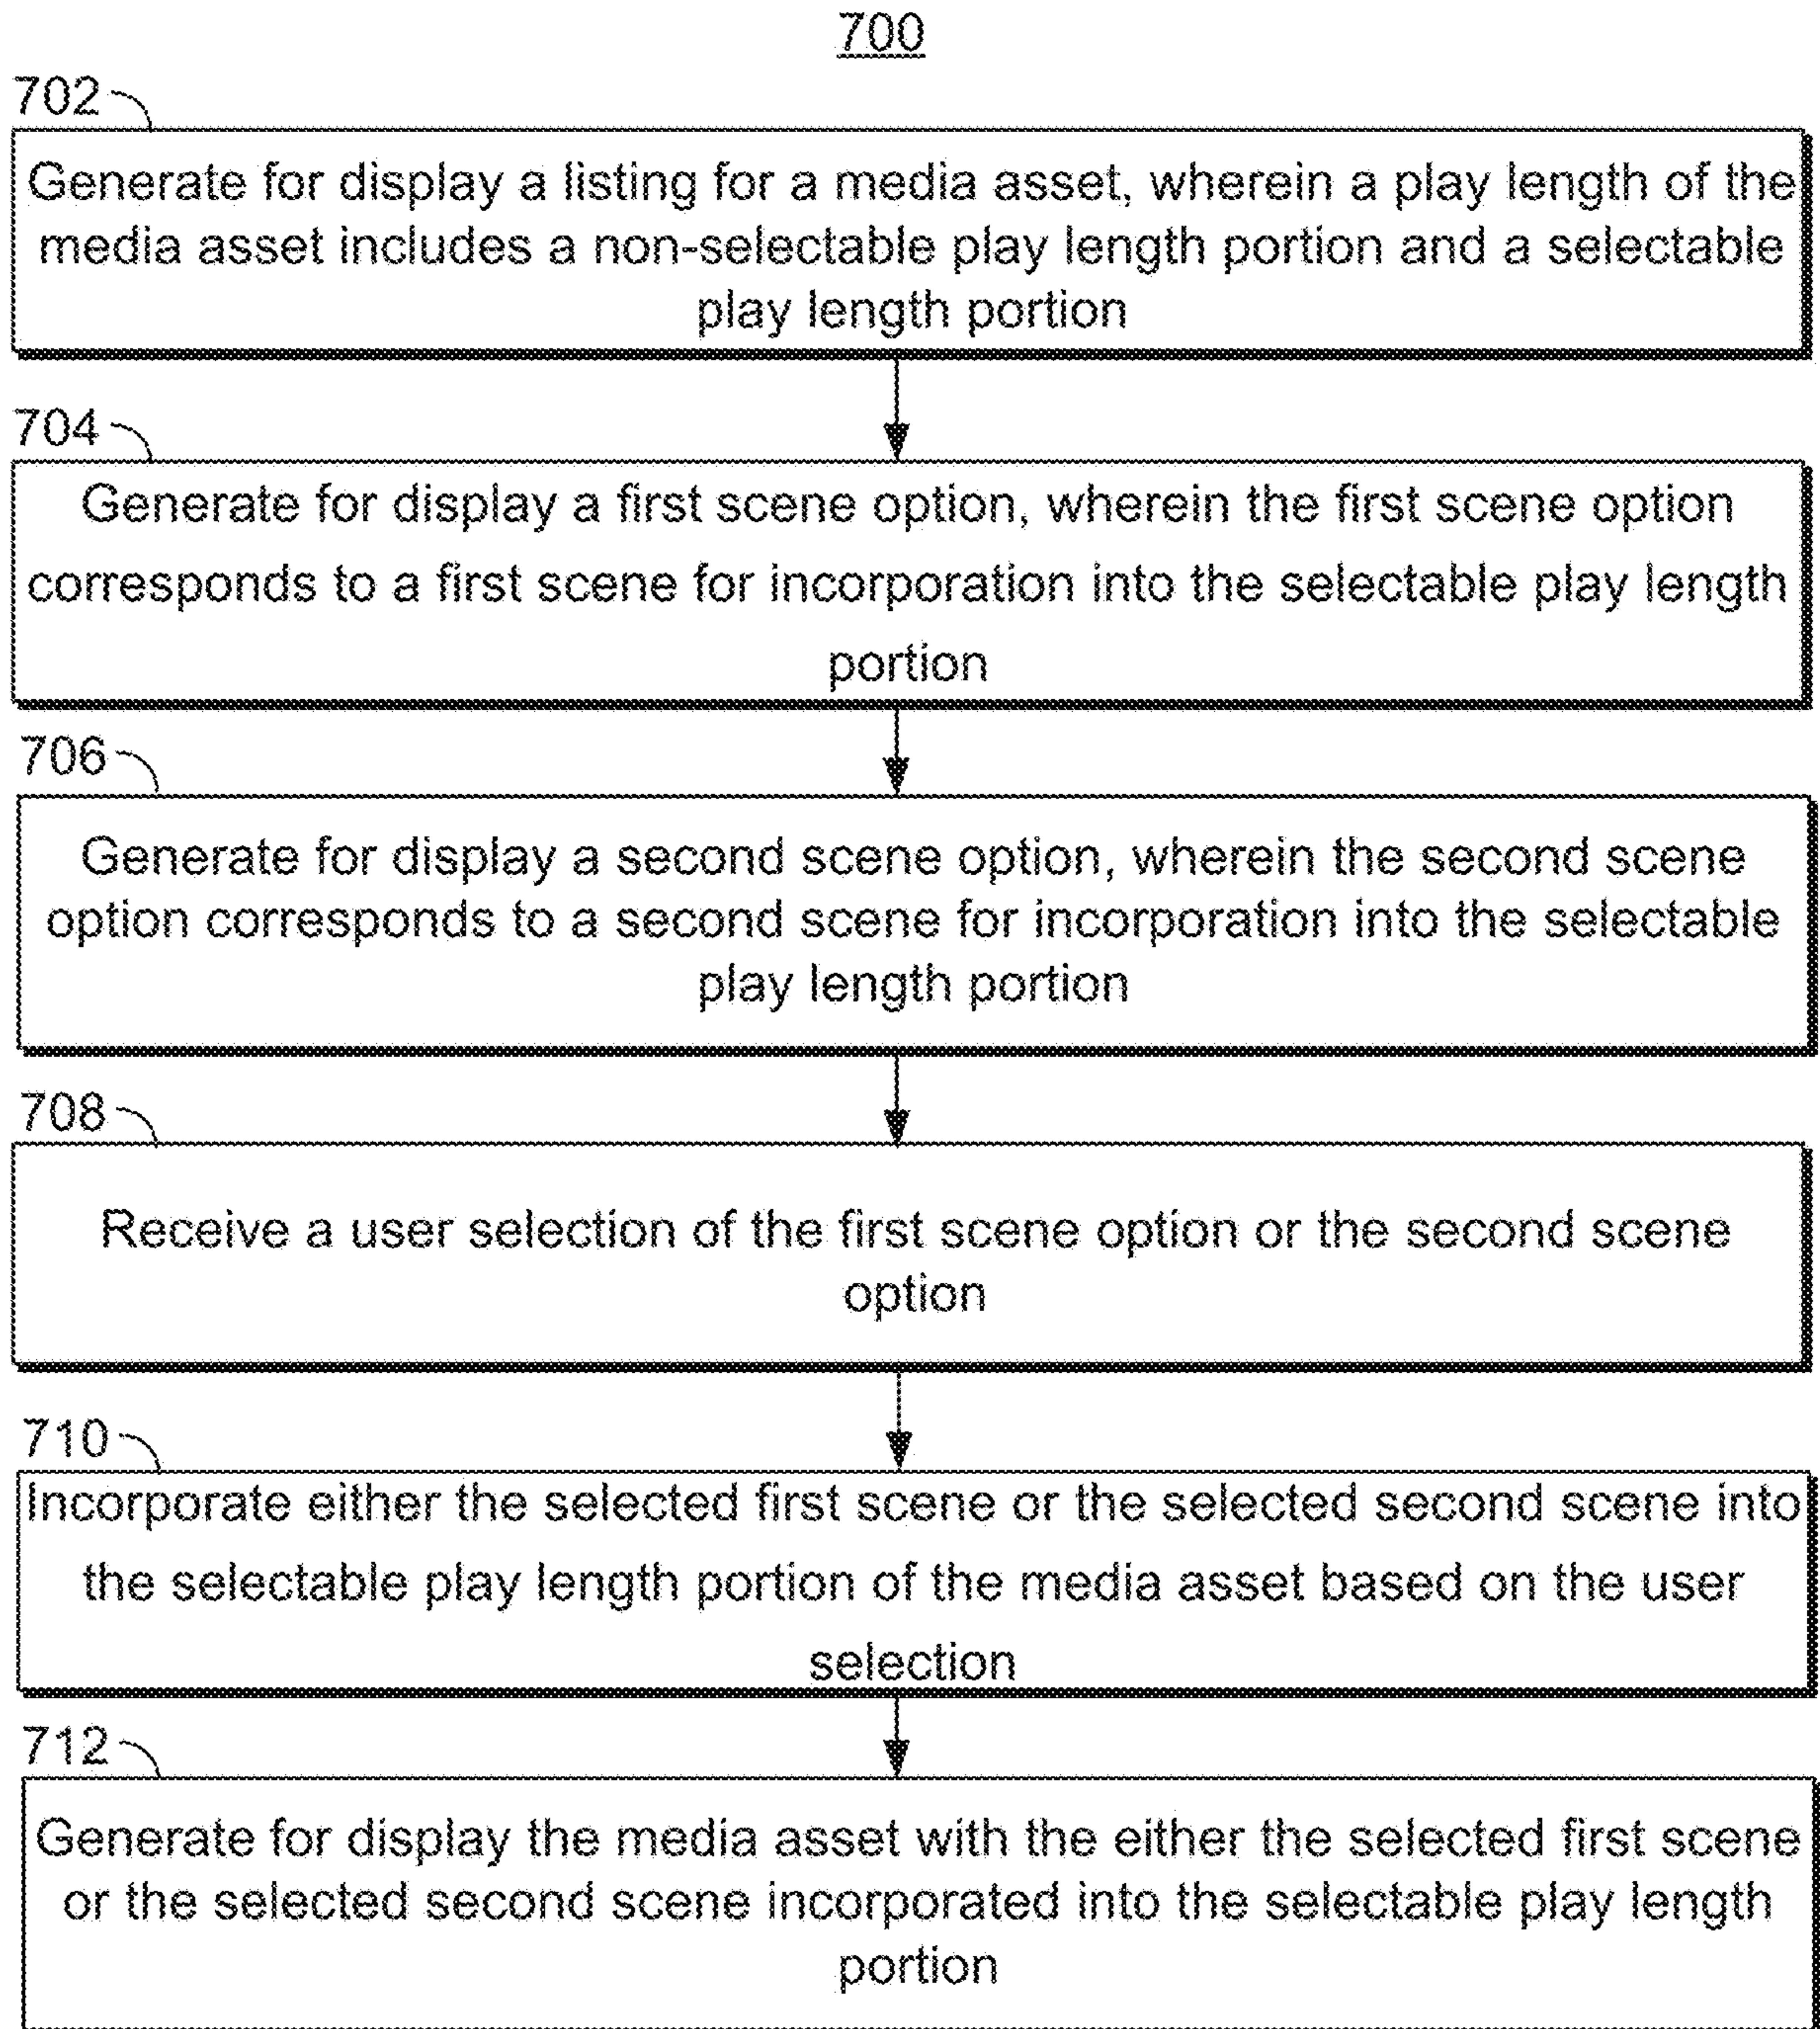 700
702
Generate for display a listing for a media asset, wherein a play length of the
media asset includes a non-selectable play length portion and a selectable
play length portion
704
Generate for display a first scene option, wherein the first scene option
corresponds to a first scene for incorporation into the selectable play length
portion
706
Generate for display a second scene option, wherein the second scene
option corresponds to a second scene for incorporation into the selectable
play length portion
708
Receive a user selection of the first scene option or the second scene
option
710
Incorporate either the selected first scene or the selected second scene into
the selectable play length portion of the media asset based on the user
selection
712
Generate for display the media asset with the either the selected first scene
or the selected second scene incorporated into the selectable play length
portion